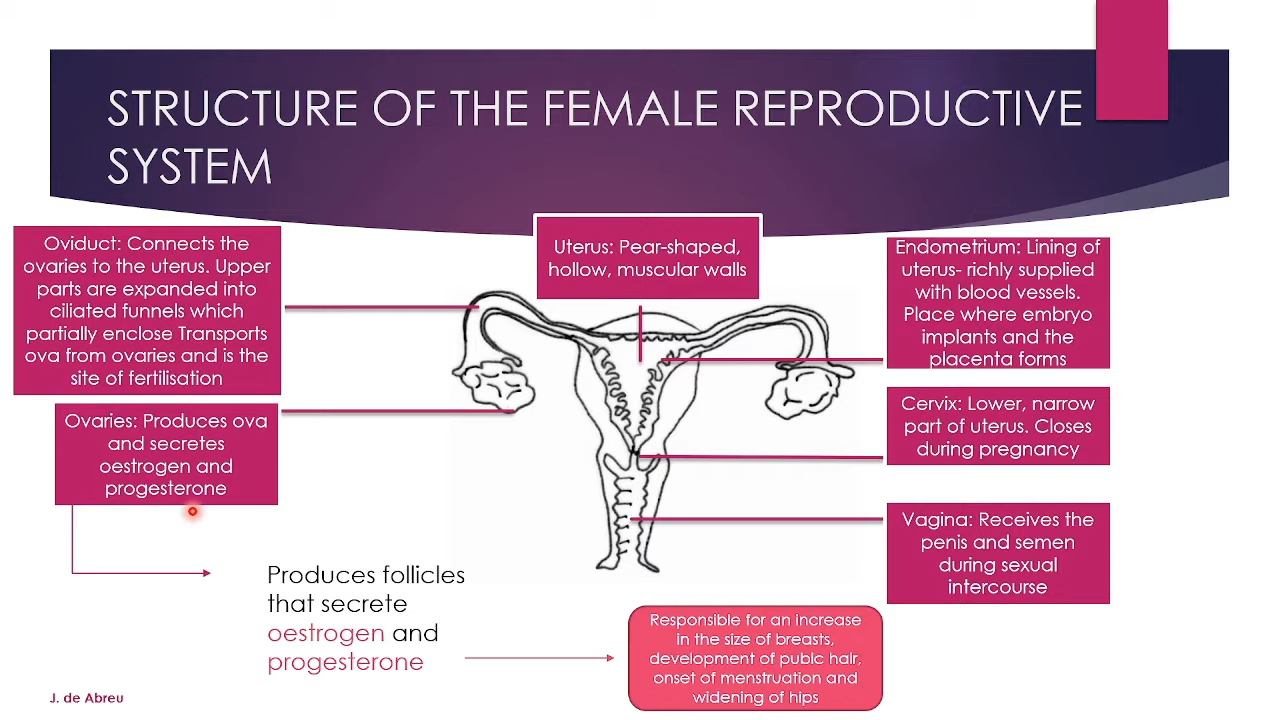 STRUCTURE OF THE FEMALE REPRODUCTIVE
SYSTEM
Oviduct: Connects the
ovaries to the uterus. Upper
parts are expanded into
ciliated funnels which
partially enclose Transports
ova from ovaries and is the
site of fertilisation
Ovaries: Produces ova
and secretes
oestrogen and
progesterone
Uterus: Pear-shaped,
hollow, muscular walls
Endometrium: Lining of
uterus- richly supplied
with blood vessels.
Place where embryo
implants and the
placenta forms
Cervix: Lower, narrow
part of uterus. Closes
during pregnancy
Vagina: Receives the
penis and semen
during sexual
intercourse
Produces follicles
that secrete
oestrogen and
progesterone
Responsible for an increase
in the size of breasts,
development of pubic hair,
onset of menstruation and
widening of hips
J. de Abreu